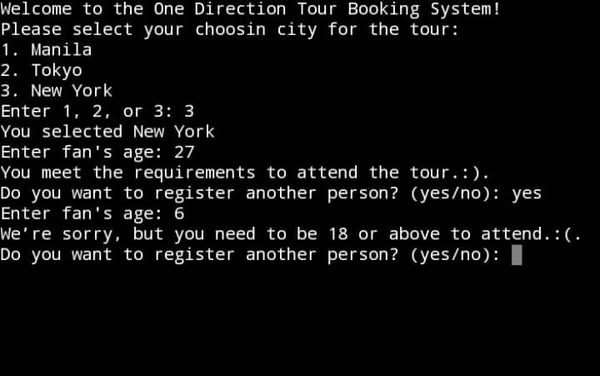 Welcome to the One Direction Tour Booking System!
Please select your choosin city for the tour:
1. Manila
2. Tokyo
3. New York
Enter 1, 2, or 3: 3
You selected New York
Enter fan's age: 27
You meet the requirements to attend the tour.:).
Do you want to register another person? (yes/no): yes
Enter fan's age: 6
We’re sorry, but you need to be 18 or above to attend.:(.
Do you want to register another person? (yes/no):